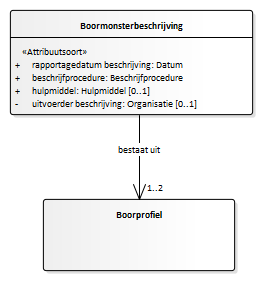 Boormonsterbeschrijving
«Attribuutsoort»
+ rapportagedatum beschrijving: Datum
+ beschrijfprocedure: Beschrijfprocedure
+ hulpmiddel: Hulpmiddel [0..1]
- uitvoerder beschrijving: Organisatie [0..1]
bestaat uit
1..2
Boorprofiel